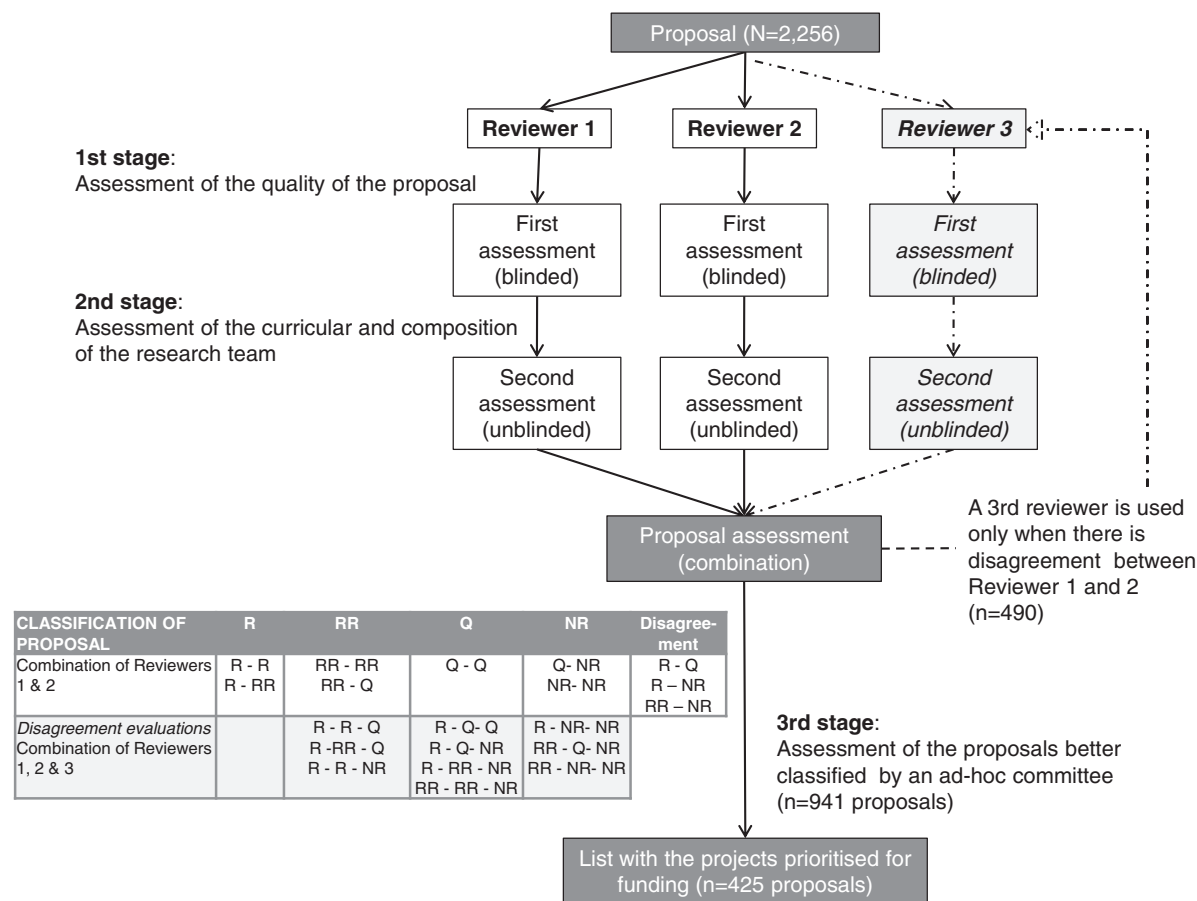 Proposal (N=2,256)
Reviewer 1
Reviewer 2
Reviewer 3
1st stage:
Assessment of the quality of the proposal
First
assessment
(blinded)
First
assessment
(blinded)
First
assessment
(blinded)
2nd stage:
Assessment of the curricular and composition
of the research team
Second
assessment
(unblinded)
Second
assessment
(unblinded)
Second
assessment
(unblinded)
Proposal assessment
(combination)
A 3rd reviewer is used
only when there is
disagreement between
Reviewer 1 and 2
(n=490)
CLASSIFICATION OF R RR Q NR Disagree-
PROPOSAL ment
Combination of Reviewers R - R RR - RR Q - Q Q- NR R - Q
1 & 2 R - RR RR - Q NR- NR R – NR
RR – NR
Disagreement evaluations R - R - Q R - Q- Q R - NR- NR
Combination of Reviewers R -RR - Q R - Q- NR RR - Q- NR
1, 2 & 3 R - R - NR R - RR - NR RR - NR- NR
RR - RR - NR
3rd stage:
Assessment of the proposals better
classified by an ad-hoc committee
(n=941 proposals)
List with the projects prioritised for
funding (n=425 proposals)